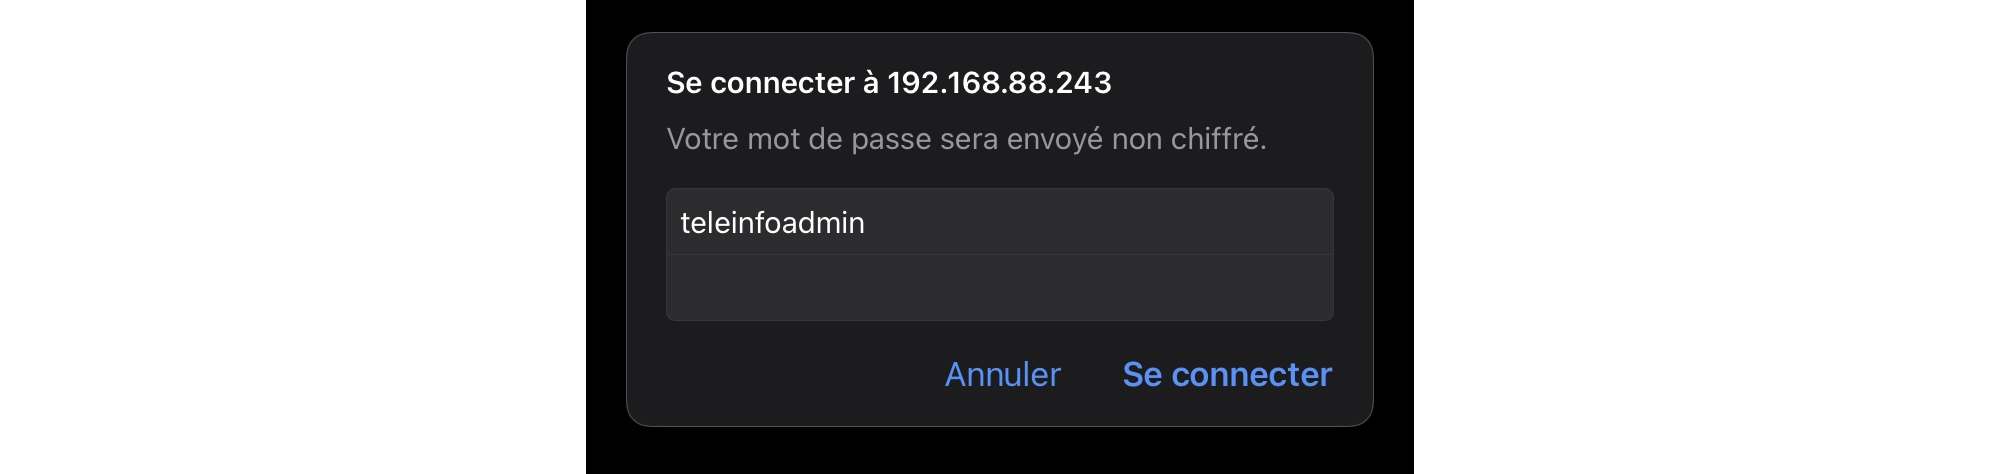 Se connecter à 192.168.88.243
Votre mot de passe sera envoyé non chiffré.
teleinfoadmin
Annuler Se connecter